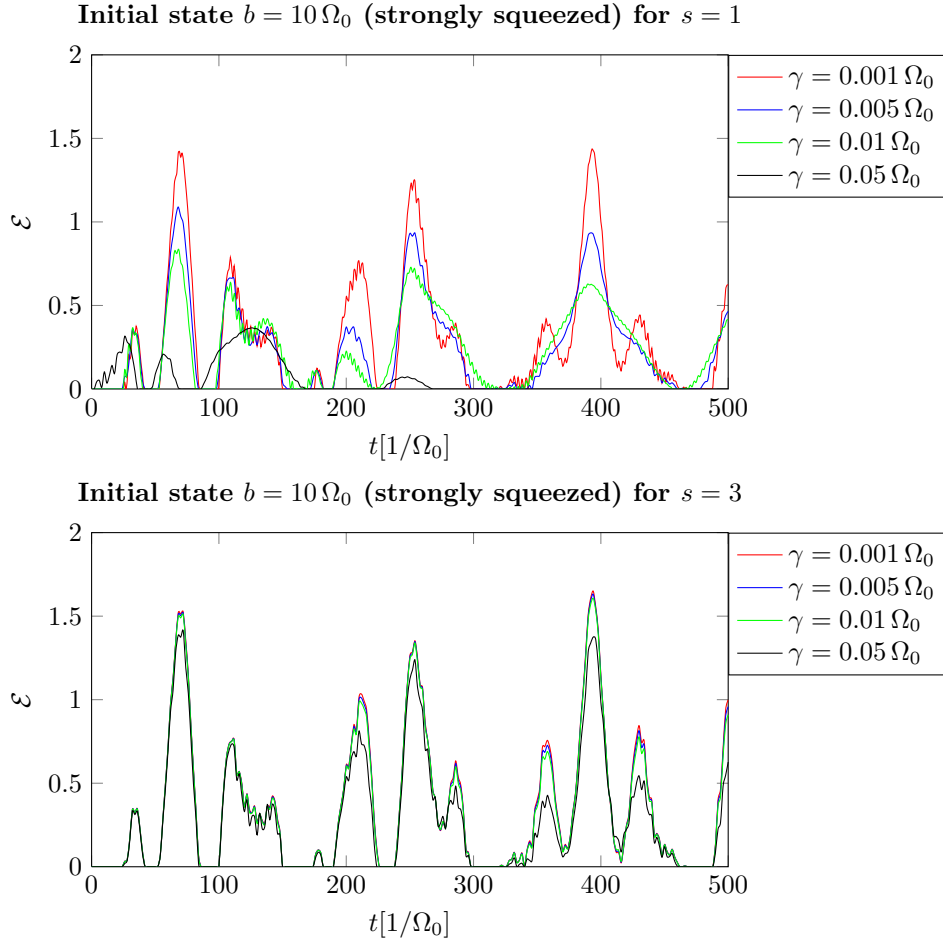 Initial state b = 10 Ω₀ (strongly squeezed) for s = 1
2
1.5
1
0.5
0
ℰ
0 100 200 300 400 500
t[1/Ω₀]
γ = 0.001 Ω₀
γ = 0.005 Ω₀
γ = 0.01 Ω₀
γ = 0.05 Ω₀
Initial state b = 10 Ω₀ (strongly squeezed) for s = 3
2
1.5
1
0.5
0
ℰ
0 100 200 300 400 500
t[1/Ω₀]
γ = 0.001 Ω₀
γ = 0.005 Ω₀
γ = 0.01 Ω₀
γ = 0.05 Ω₀